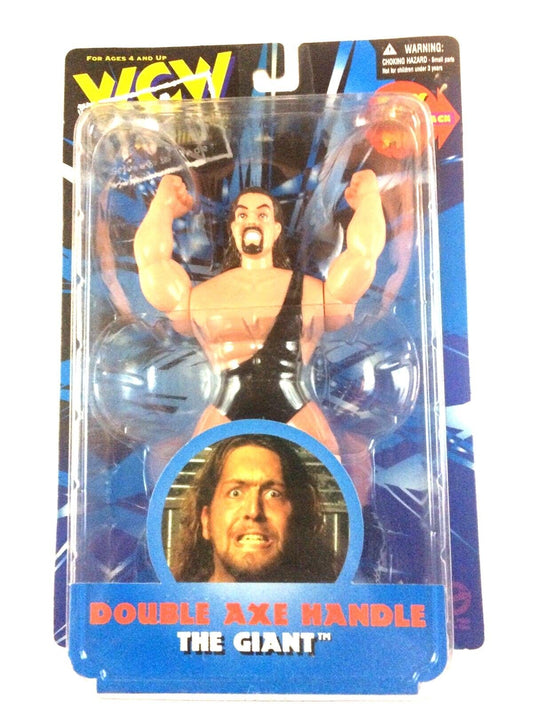 FOR AGES 4 AND UP
WCW
WARNING:
CHOKING HAZARD - Small parts
Not for children under 3 years
DOUBLE AXE HANDLE
THE GIANT™